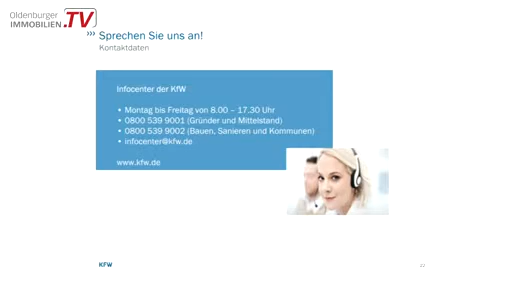 Oldenburger
IMMOBILIEN.TV
››› Sprechen Sie uns an!
Kontaktdaten
Infocenter der KfW
• Montag bis Freitag von 8.00 – 17.30 Uhr
• 0800 539 9001 (Gründer und Mittelstand)
• 0800 539 9002 (Bauen, Sanieren und Kommunen)
• infocenter@kfw.de
www.kfw.de
KFW
22